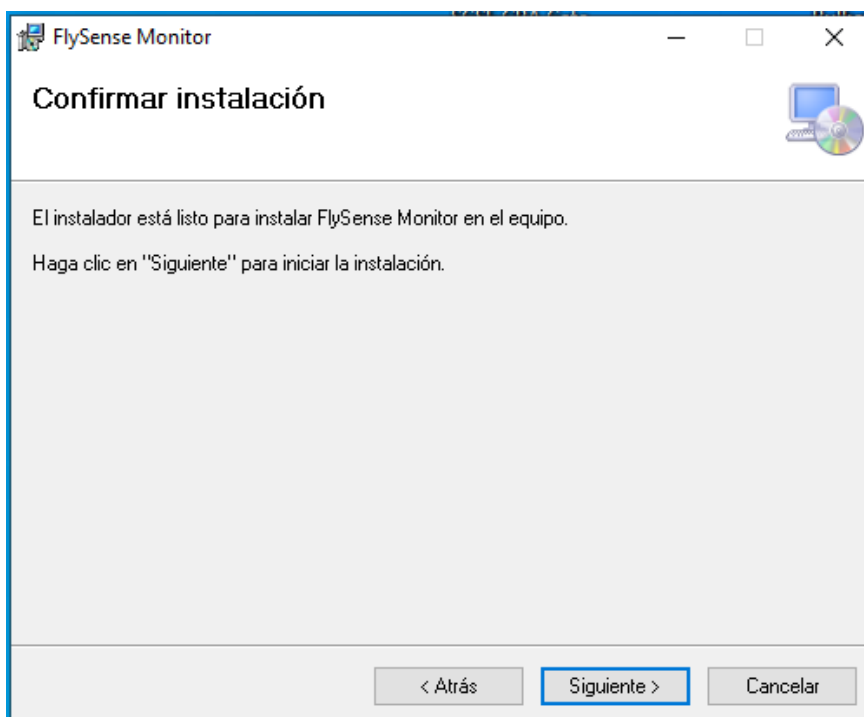 FlySense Monitor
Confirmar instalación
El instalador está listo para instalar FlySense Monitor en el equipo.
Haga clic en "Siguiente" para iniciar la instalación.
< Atrás
Siguiente >
Cancelar